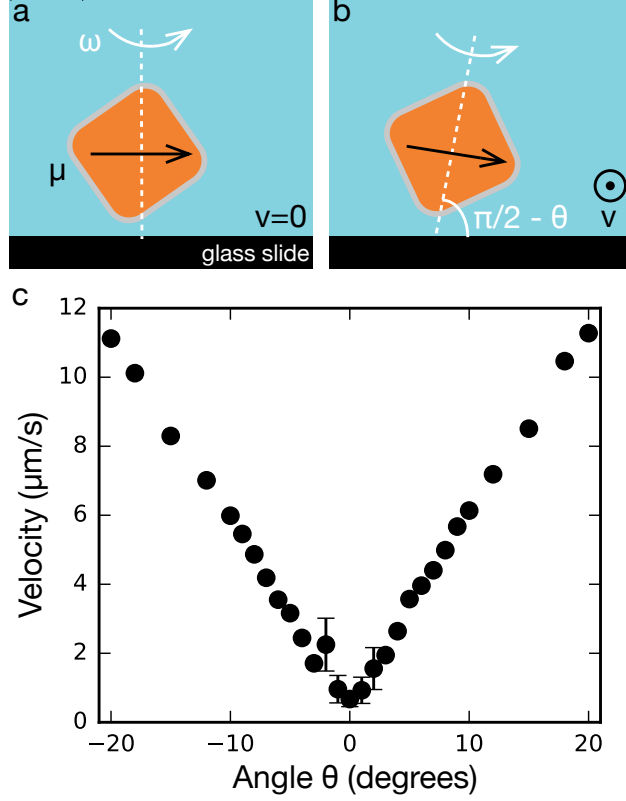 a
ω
μ
v=0
glass slide
b
π/2 - θ
v
c
12
10
8
6
4
2
0
Velocity (μm/s)
−20
−10
0
10
20
Angle θ (degrees)